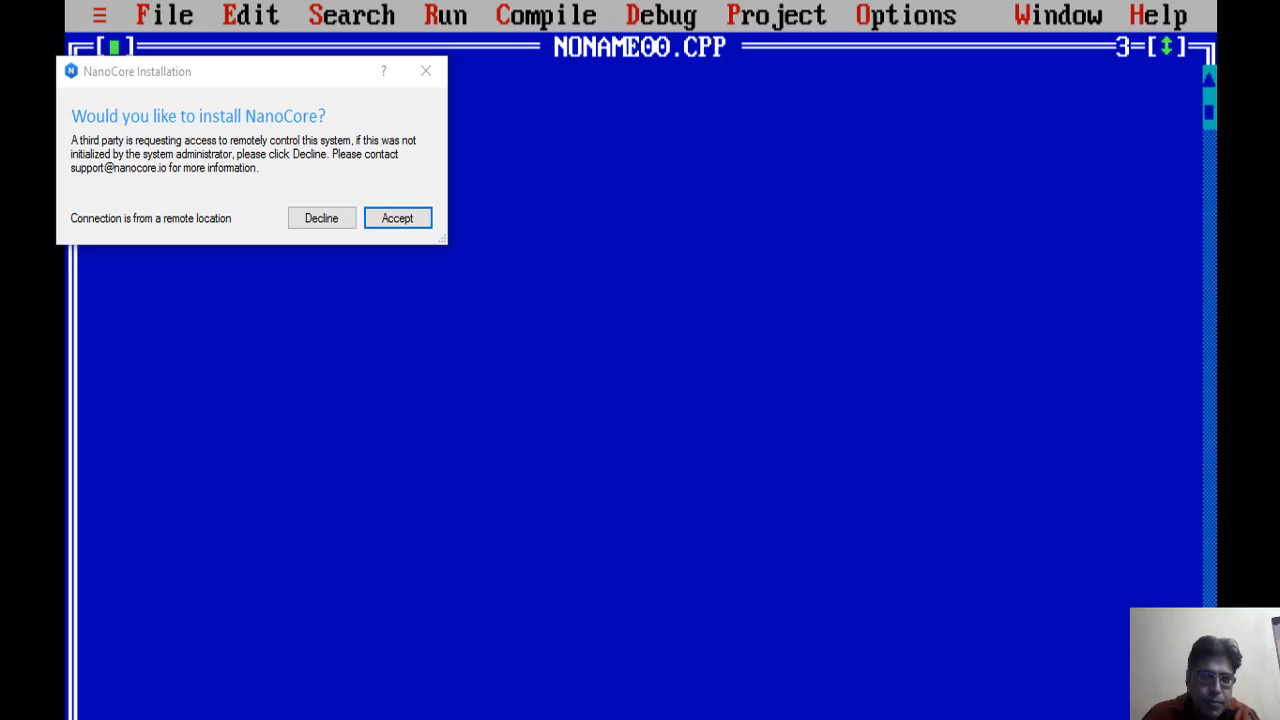 ≡ File Edit Search Run Compile Debug Project Options Window Help
NONAME00.CPP 3=[↕]
NanoCore Installation ?
Would you like to install NanoCore?
A third party is requesting access to remotely control this system, if this was not
initialized by the system administrator, please click Decline. Please contact
support@nanocore.io for more information.
Connection is from a remote location Decline Accept